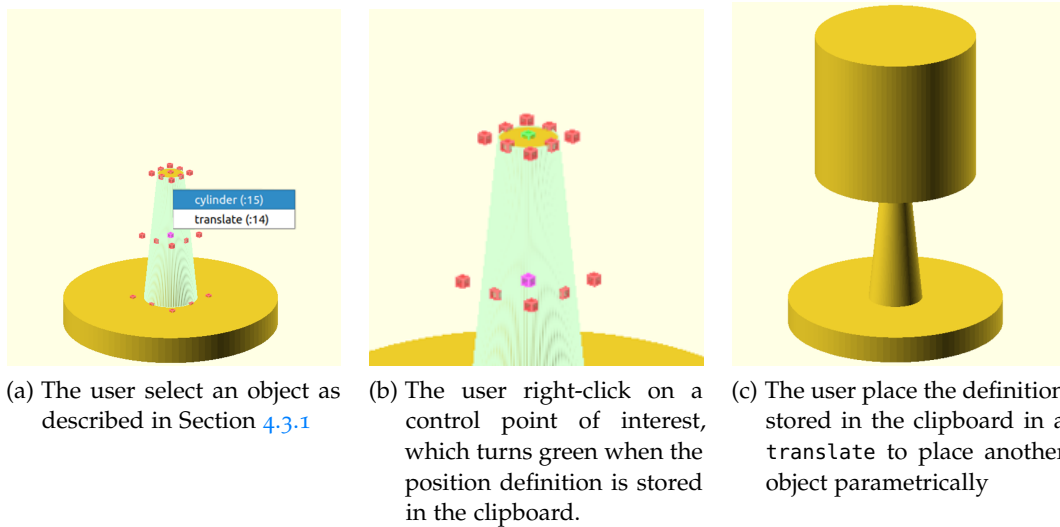 cylinder (:15)
translate (:14)
(a) The user select an object as
described in Section 4.3.1
(b) The user right-click on a
control point of interest,
which turns green when the
position definition is stored
in the clipboard.
(c) The user place the definition
stored in the clipboard in a
translate to place another
object parametrically